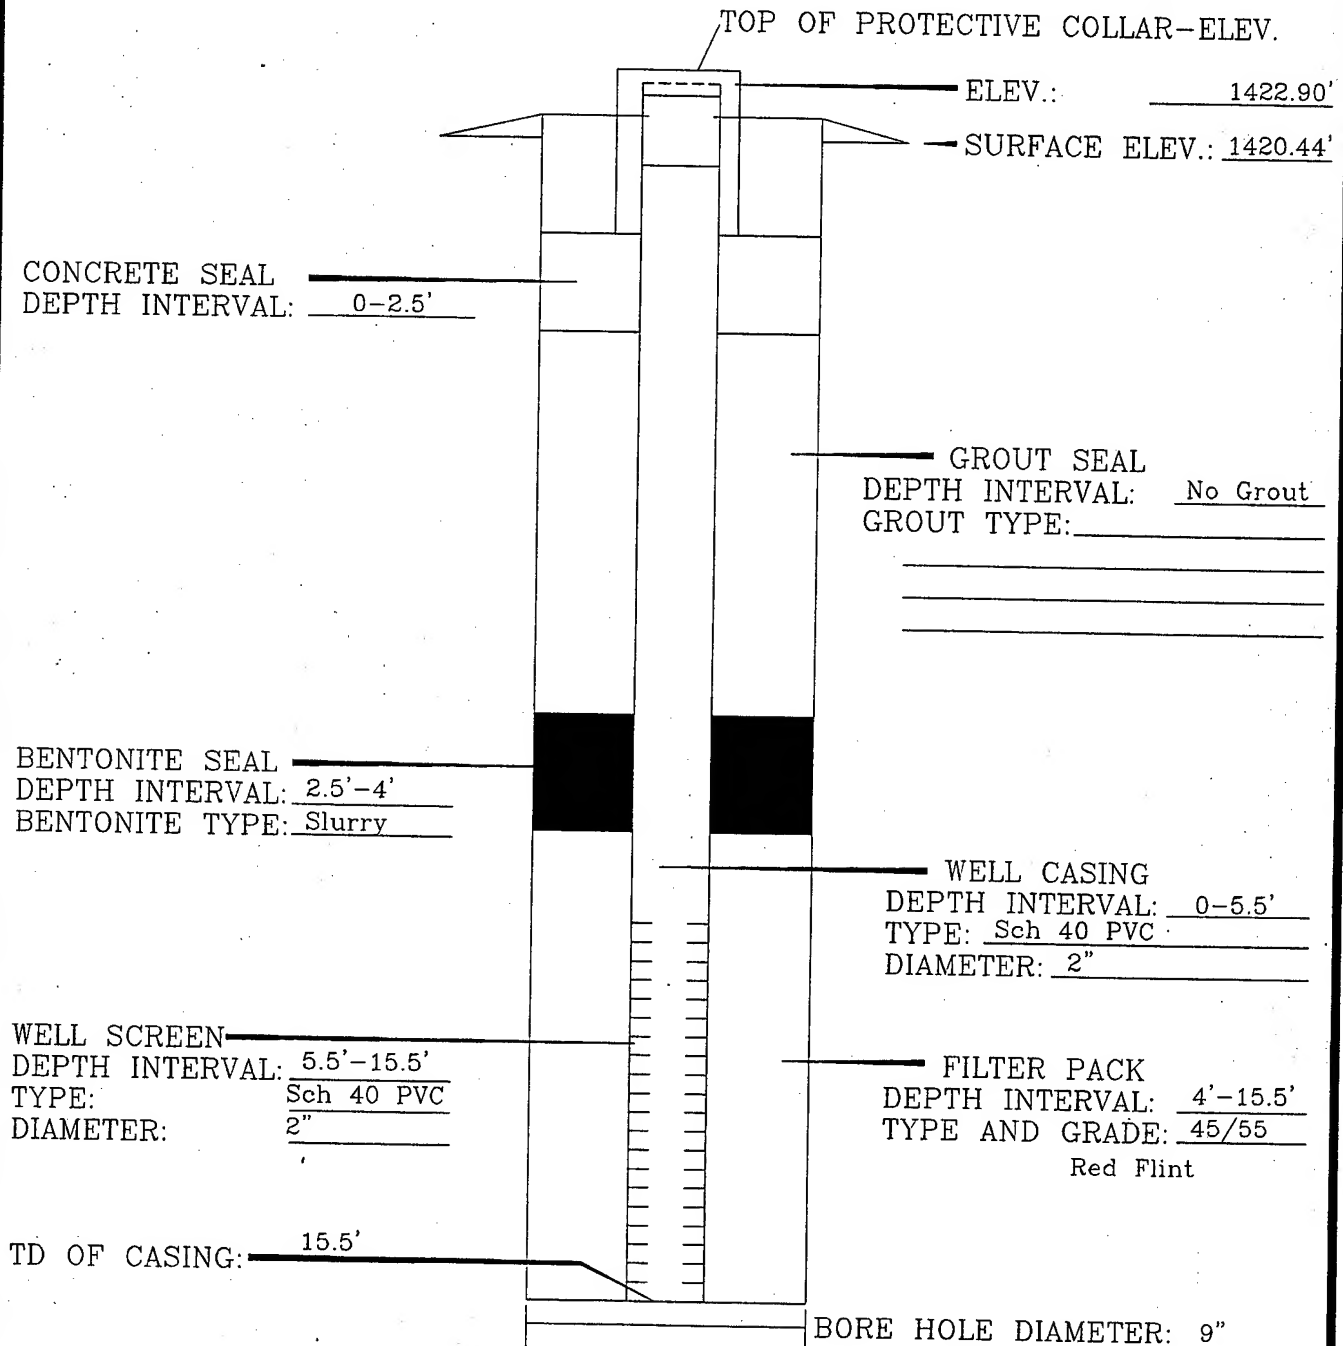 TOP OF PROTECTIVE COLLAR-ELEV.
ELEV.: 1422.90'
SURFACE ELEV.: 1420.44'
CONCRETE SEAL
DEPTH INTERVAL: 0-2.5'
GROUT SEAL
DEPTH INTERVAL: No Grout
GROUT TYPE:
BENTONITE SEAL
DEPTH INTERVAL: 2.5'-4'
BENTONITE TYPE: Slurry
WELL CASING
DEPTH INTERVAL: 0-5.5'
TYPE: Sch 40 PVC
DIAMETER: 2"
WELL SCREEN
DEPTH INTERVAL: 5.5'-15.5'
TYPE: Sch 40 PVC
DIAMETER: 2"
FILTER PACK
DEPTH INTERVAL: 4'-15.5'
TYPE AND GRADE: 45/55
Red Flint
TD OF CASING: 15.5'
BORE HOLE DIAMETER: 9"